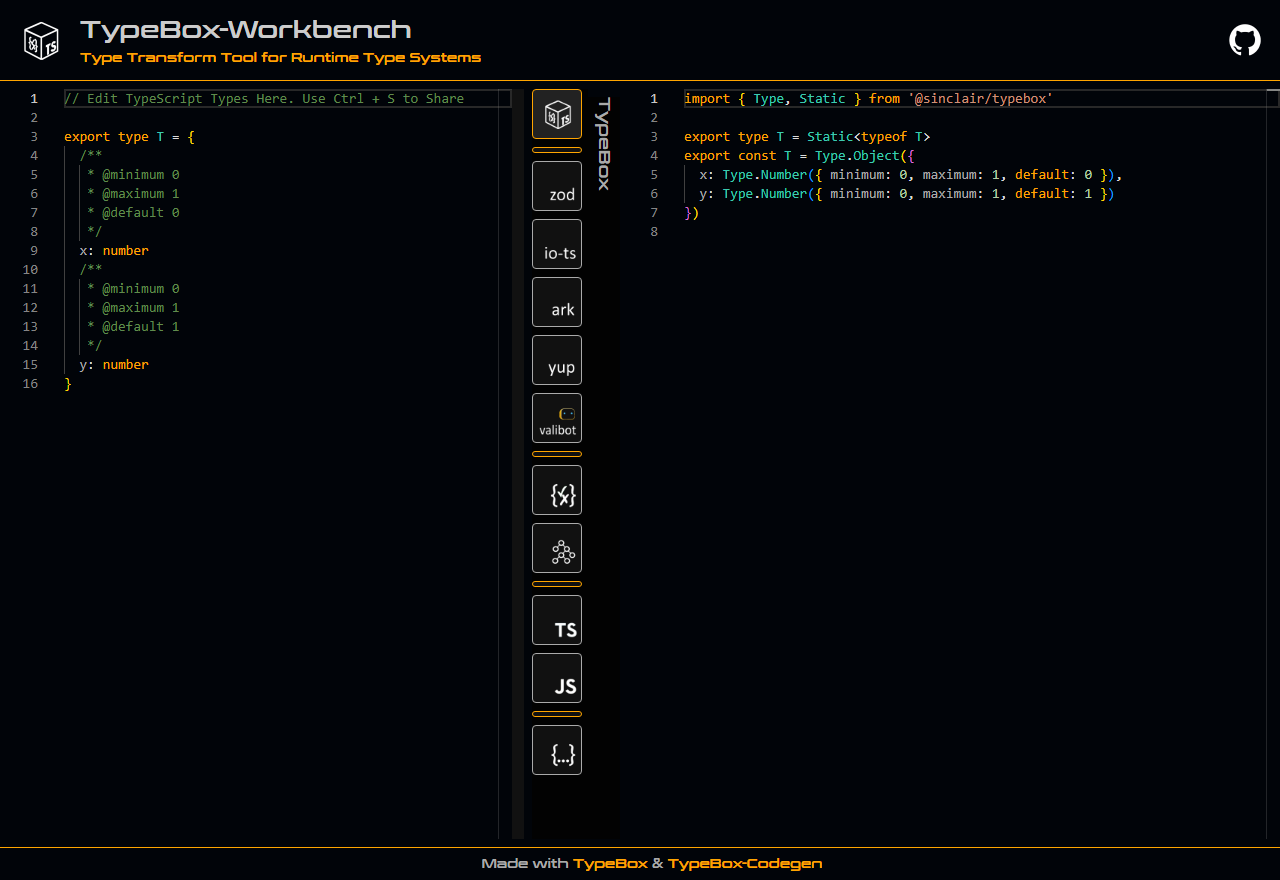 TypeBox-Workbench
Type Transform Tool for Runtime Type Systems
1 // Edit TypeScript Types Here. Use Ctrl + S to Share
2
3 export type T = {
4   /**
5    * @minimum 0
6    * @maximum 1
7    * @default 0
8    */
9   x: number
10   /**
11    * @minimum 0
12    * @maximum 1
13    * @default 1
14    */
15   y: number
16 }
TS
TypeBox
zod
io-ts
ark
yup
valibot
TS
JS
{...}
1 import { Type, Static } from '@sinclair/typebox'
2
3 export type T = Static<typeof T>
4 export const T = Type.Object({
5   x: Type.Number({ minimum: 0, maximum: 1, default: 0 }),
6   y: Type.Number({ minimum: 0, maximum: 1, default: 1 })
7 })
8
Made with TypeBox & TypeBox-Codegen